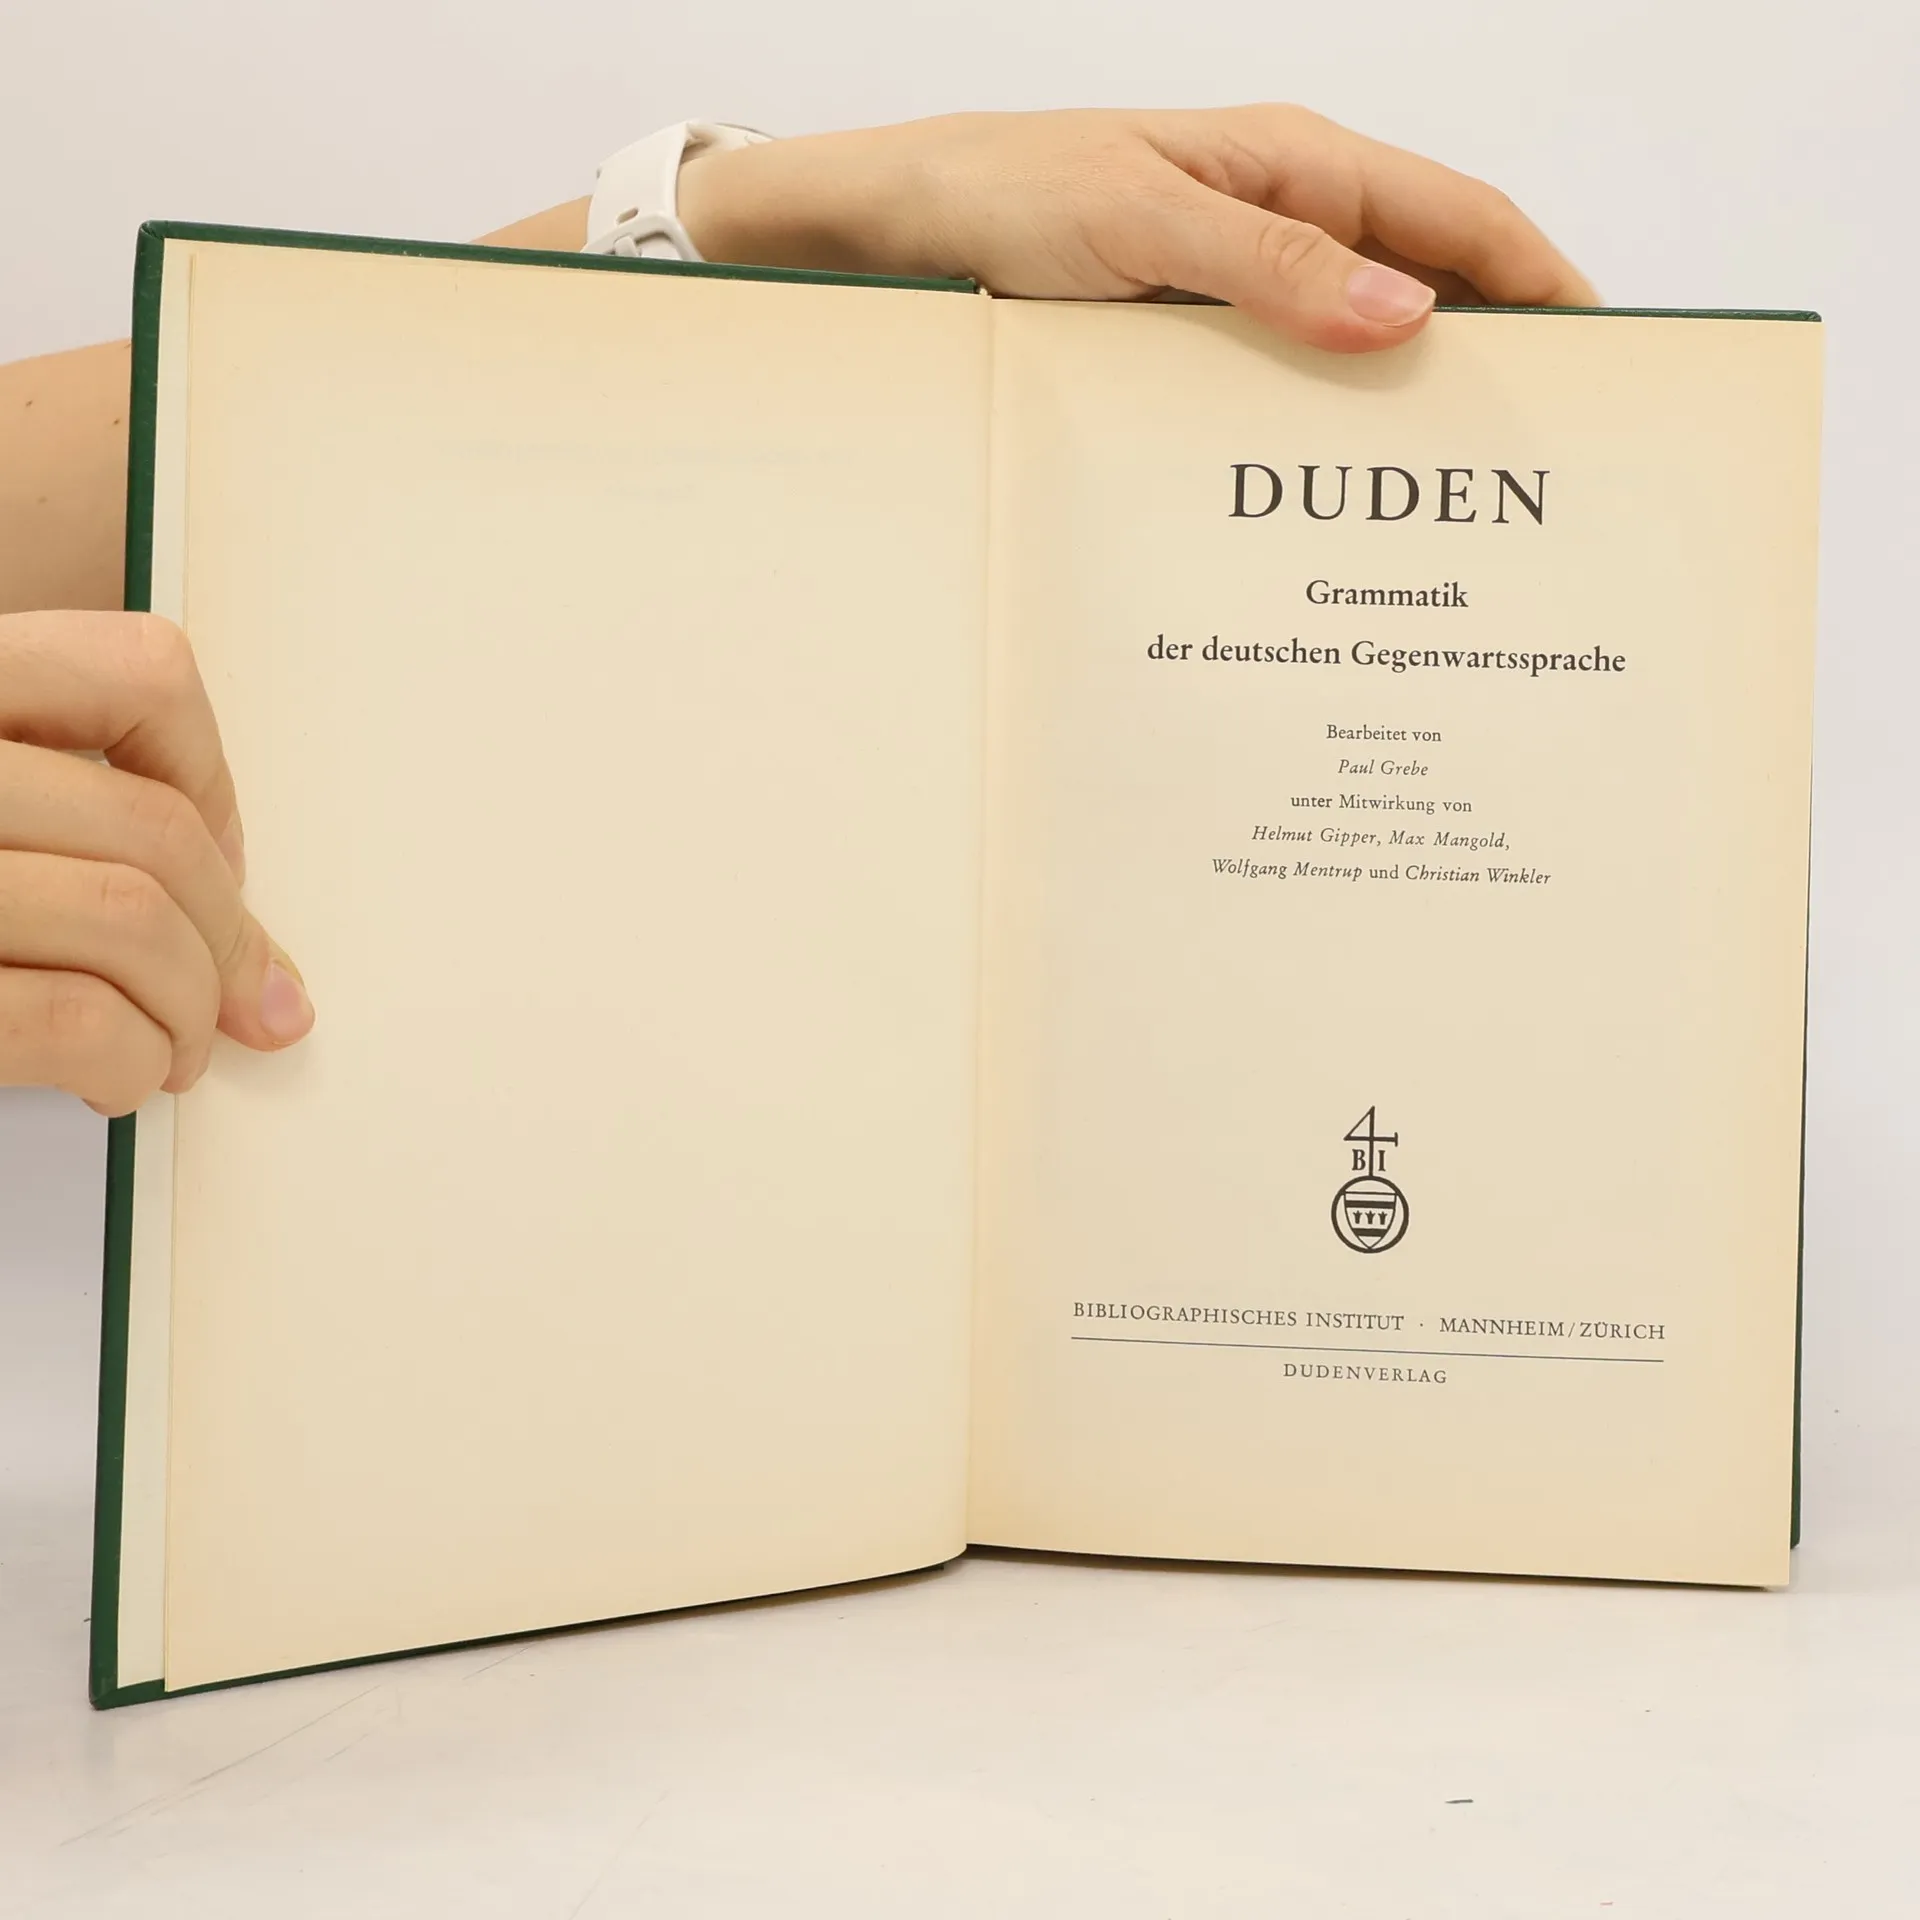 DUDEN
Grammatik
der deutschen Gegenwartssprache
Bearbeitet von
Paul Grebe
unter Mitwirkung von
Helmut Gipper, Max Mangold,
Wolfgang Mentrup und Christian Winkler
B I
BIBLIOGRAPHISCHES INSTITUT · MANNHEIM/ZÜRICH
DUDENVERLAG